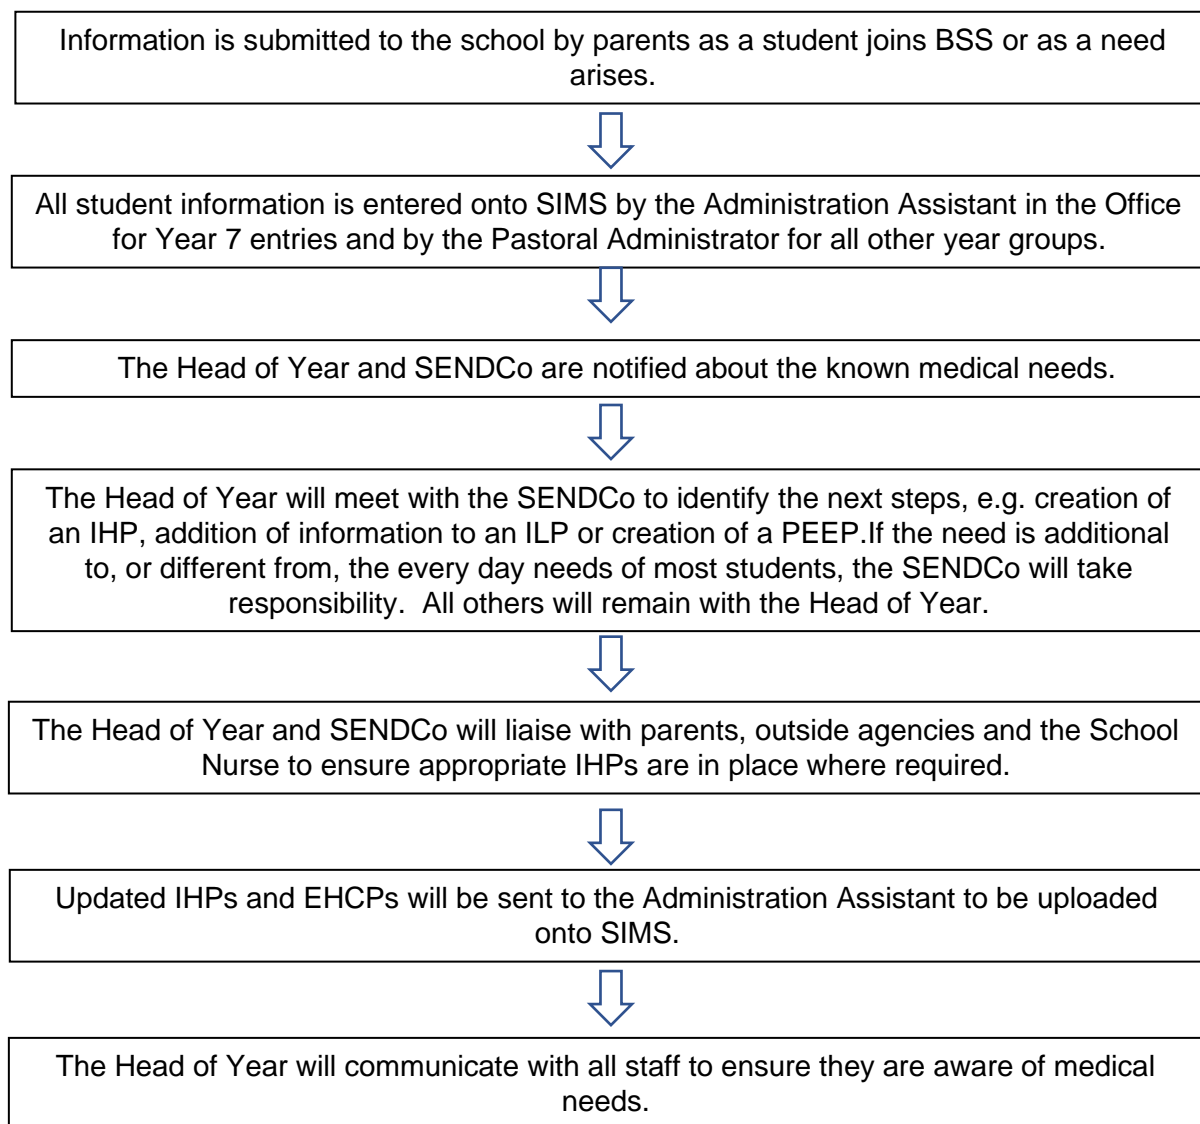 Information is submitted to the school by parents as a student joins BSS or as a need
arises.
All student information is entered onto SIMS by the Administration Assistant in the Office
for Year 7 entries and by the Pastoral Administrator for all other year groups.
The Head of Year and SENDCo are notified about the known medical needs.
The Head of Year will meet with the SENDCo to identify the next steps, e.g. creation of
an IHP, addition of information to an ILP or creation of a PEEP.If the need is additional
to, or different from, the every day needs of most students, the SENDCo will take
responsibility.  All others will remain with the Head of Year.
The Head of Year and SENDCo will liaise with parents, outside agencies and the School
Nurse to ensure appropriate IHPs are in place where required.
Updated IHPs and EHCPs will be sent to the Administration Assistant to be uploaded
onto SIMS.
The Head of Year will communicate with all staff to ensure they are aware of medical
needs.